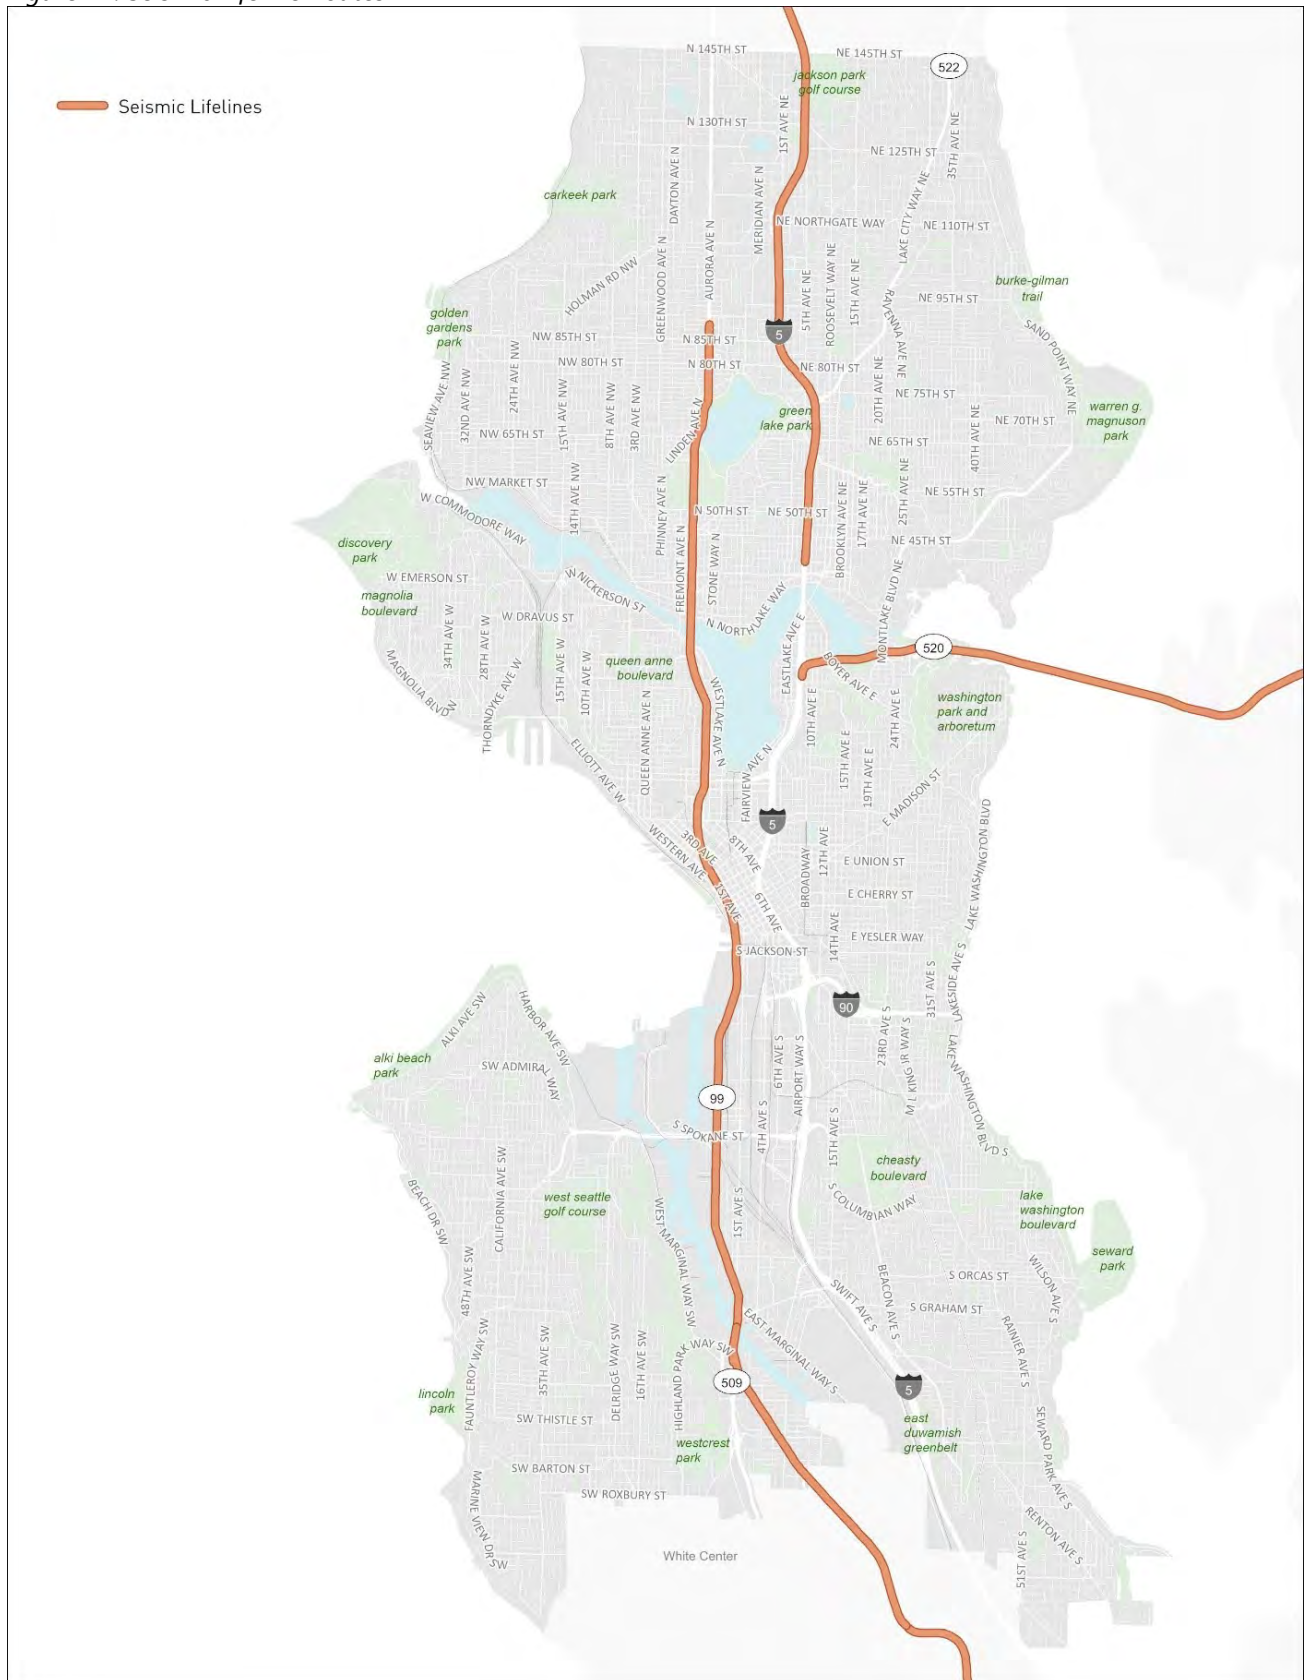 N 145TH ST
NE 145TH ST
522
jackson park
golf course
Seismic Lifelines
1ST AVE NE
N 130TH ST
35TH AVE NE
NE 125TH ST
DAYTON AVE N
MERIDIAN AVE N
carkeek park
LAKE CITY WAY NE
NE NORTHGATE WAY
NE 110TH ST
AURORA AVE N
GREENWOOD AVE N
HOLMAN RD NW
ROOSEVELT WAY NE
15TH AVE NE
5TH AVE NE
burke-gilman
trail
NE 95TH ST
RAVENNA AVE NE
golden
gardens
park
5
NW 85TH ST
N 85TH ST
SAND POINT WAY NE
NW 80TH ST
N 80TH ST
NE 80TH ST
24TH AVE NW
20TH AVE NE
NE 75TH ST
SEAVIEW AVE NW
32ND AVE NW
15TH AVE NW
8TH AVE NW
3RD AVE NW
LINDEN AVE N
green
lake park
warren g.
magnuson
park
NE 70TH ST
40TH AVE NE
NW 65TH ST
NE 65TH ST
NW MARKET ST
14TH AVE NW
25TH AVE NE
NE 55TH ST
W COMMODORE WAY
PHINNEY AVE N
N 50TH ST
NE 50TH ST
BROOKLYN AVE NE
17TH AVE NE
NE 45TH ST
discovery
park
FREMONT AVE N
STONE WAY N
W EMERSON ST
magnolia
boulevard
W NICKERSON ST
W DRAVUS ST
N NORTHLAKE WAY
MONTLAKE BLVD NE
34TH AVE W
28TH AVE W
EASTLAKE AVE E
520
queen anne
boulevard
BOYER AVE E
MAGNOLIA BLVD W
THORNDYKE AVE W
15TH AVE W
10TH AVE W
QUEEN ANNE AVE N
WESTLAKE AVE N
10TH AVE E
24TH AVE E
washington
park and
arboretum
15TH AVE E
19TH AVE E
ELLIOTT AVE W
FAIRVIEW AVE N
E MADISON ST
5
WESTERN AVE
3RD AVE
8TH AVE
12TH AVE
BROADWAY
E UNION ST
LAKE WASHINGTON BLVD
1ST AVE
6TH AVE
E CHERRY ST
14TH AVE
E YESLER WAY
S JACKSON ST
31ST AVE S
LAKESIDE AVE S
90
ALKI AVE SW
HARBOR AVE SW
23RD AVE S
M L KING JR WAY S
LAKE WASHINGTON BLVD S
alki beach
park
SW ADMIRAL WAY
6TH AVE S
AIRPORT WAY S
99
4TH AVE S
S SPOKANE ST
15TH AVE S
cheasty
boulevard
CALIFORNIA AVE SW
BEACH DR SW
west seattle
golf course
1ST AVE S
S COLUMBIAN WAY
lake
washington
boulevard
WEST MARGINAL WAY SW
seward
park
48TH AVE SW
BEACON AVE S
S ORCAS ST
WILSON AVE S
SWIFT AVE S
S GRAHAM ST
EAST MARGINAL WAY S
RAINIER AVE S
FAUNTLEROY WAY SW
35TH AVE SW
DELRIDGE WAY SW
16TH AVE SW
HIGHLAND PARK WAY SW
509
5
lincoln
park
SW THISTLE ST
east
duwamish
greenbelt
SEWARD PARK AVE S
westcrest
park
SW BARTON ST
SW ROXBURY ST
MARINE VIEW DR SW
RENTON AVE S
51ST AVE S
White Center